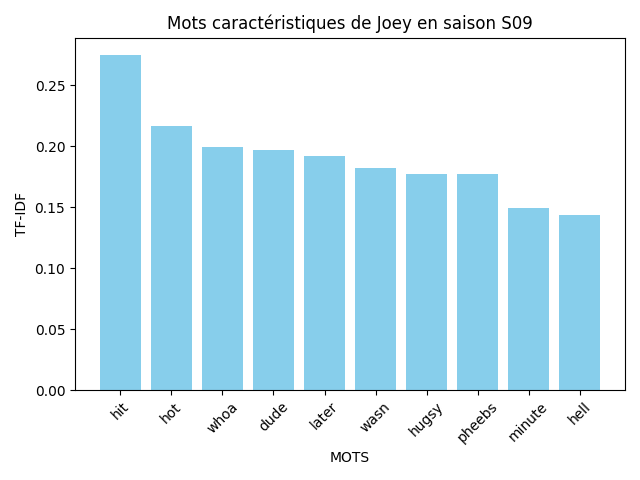 Mots caractéristiques de Joey en saison S09
TF-IDF
0.25
0.20
0.15
0.10
0.05
0.00
hit
hot
whoa
dude
later
wasn
hugsy
pheebs
minute
hell
MOTS